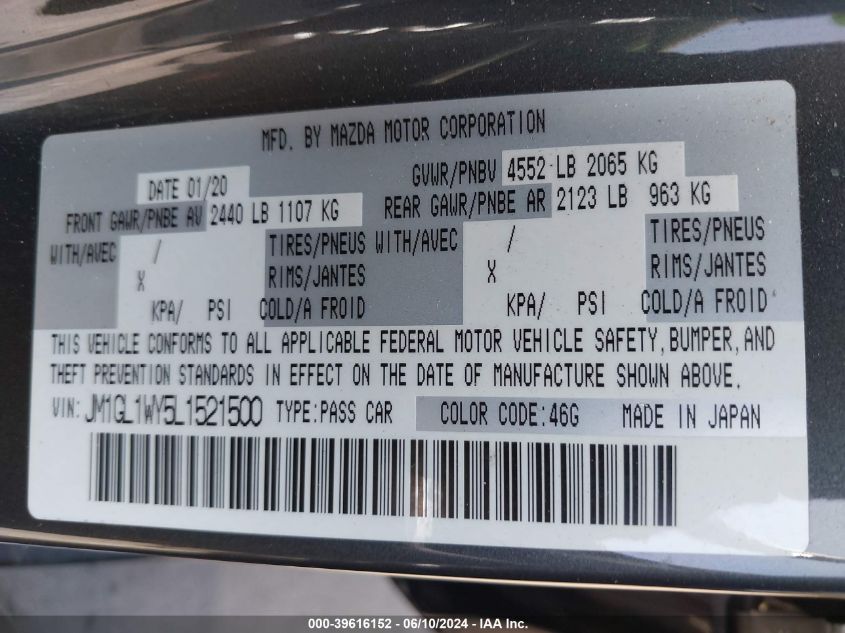 MFD. BY MAZDA MOTOR CORPORATION
DATE 01/20
GVWR/PNBV 4552 LB 2065 KG
FRONT GAWR/PNBE AV 2440 LB 1107 KG
REAR GAWR/PNBE AR 2123 LB 963 KG
WITH/AVEC / TIRES/PNEUS WITH/AVEC / TIRES/PNEUS
X RIMS/JANTES X RIMS/JANTES
KPA/ PSI COLD/A FROID KPA/ PSI COLD/A FROID
THIS VEHICLE CONFORMS TO ALL APPLICABLE FEDERAL MOTOR VEHICLE SAFETY, BUMPER, AND
THEFT PREVENTION STANDARDS IN EFFECT ON THE DATE OF MANUFACTURE SHOWN ABOVE.
VIN: JM1GL1WY5L1521500 TYPE: PASS CAR COLOR CODE: 46G MADE IN JAPAN
000-39616152 - 06/10/2024 - IAA Inc.